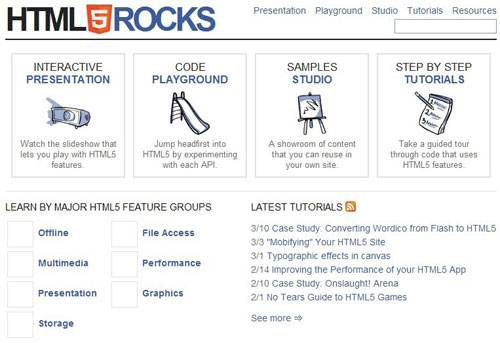 HTML5 ROCKS
Presentation Playground Studio Tutorials Resources
INTERACTIVE
PRESENTATION
Watch the slideshow that
lets you play with HTML5
features.
CODE
PLAYGROUND
Jump headfirst into
HTML5 by experimenting
with each API.
SAMPLES
STUDIO
A showroom of content
that you can reuse in
your own site.
STEP BY STEP
TUTORIALS
Take a guided tour
through code that uses
HTML5 features.
LEARN BY MAJOR HTML5 FEATURE GROUPS
Offline
File Access
Multimedia
Performance
Presentation
Graphics
Storage
LATEST TUTORIALS
3/10 Case Study: Converting Wordico from Flash to HTML5
3/3 "Mobifying" Your HTML5 Site
3/1 Typographic effects in canvas
2/14 Improving the Performance of your HTML5 App
2/10 Case Study: Onslaught! Arena
2/1 No Tears Guide to HTML5 Games
See more ⇒